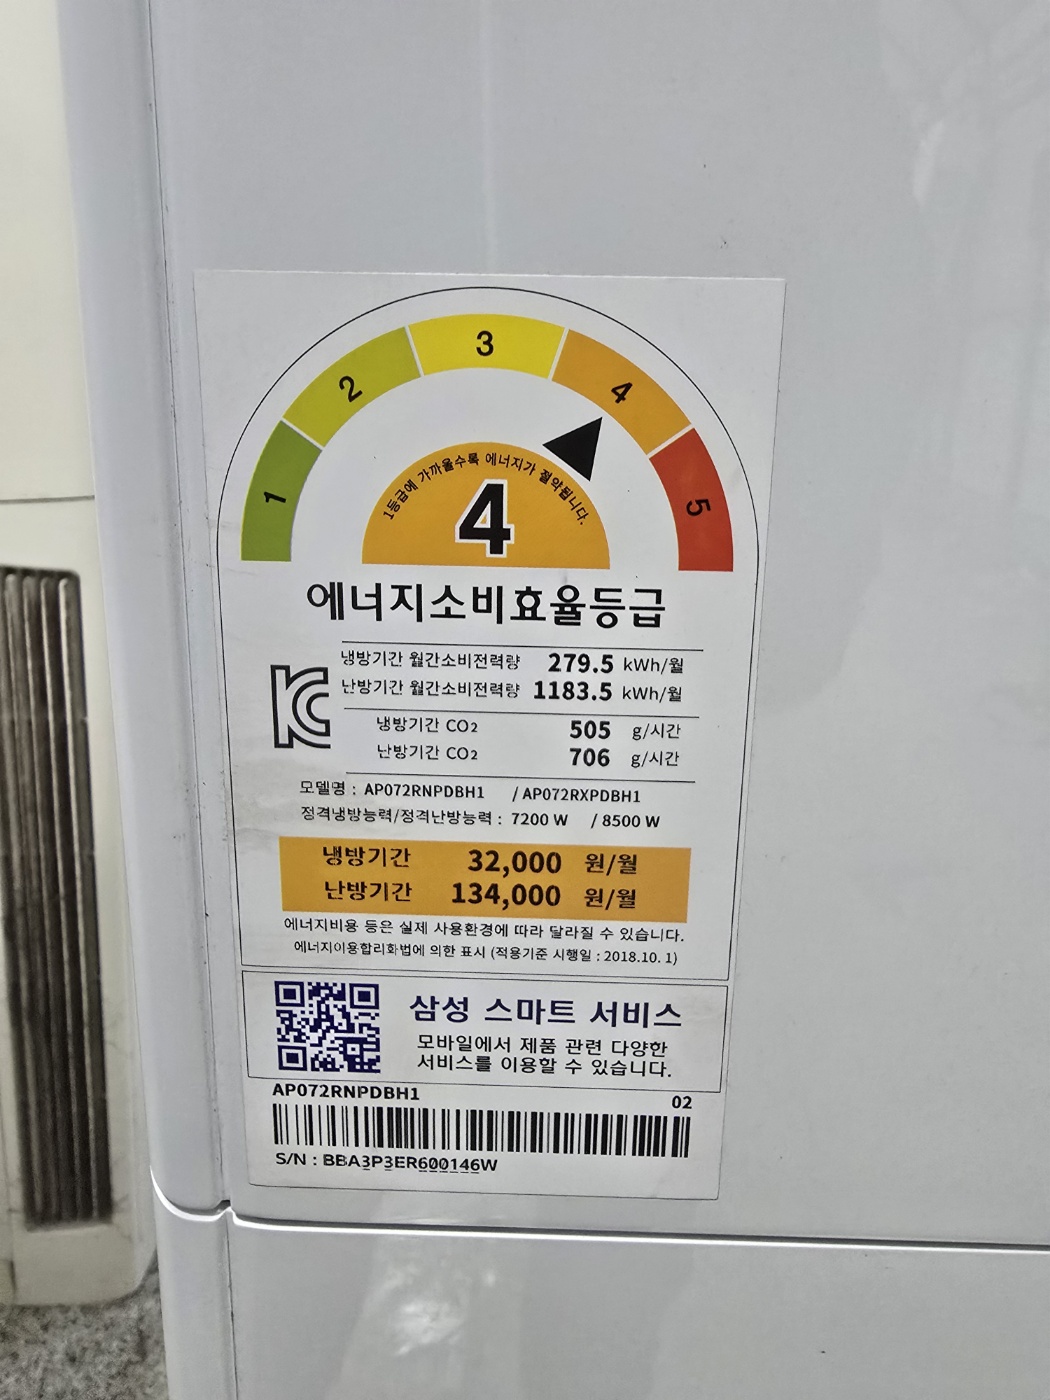 1
2
3
4
5
1등급에 가까울수록 에너지가 절약됩니다.
4
에너지소비효율등급
냉방기간 월간소비전력량 279.5 kWh/월
난방기간 월간소비전력량 1183.5 kWh/월
냉방기간 CO₂ 505 g/시간
난방기간 CO₂ 706 g/시간
모델명 : AP072RNPDBH1 / AP072RXPDBH1
정격냉방능력/정격난방능력 : 7200 W / 8500 W
냉방기간 32,000 원/월
난방기간 134,000 원/월
에너지비용 등은 실제 사용환경에 따라 달라질 수 있습니다.
에너지이용합리화법에 의한 표시 (적용기준 시행일 : 2018.10. 1)
삼성 스마트 서비스
모바일에서 제품 관련 다양한
서비스를 이용할 수 있습니다.
AP072RNPDBH1 02
S/N : BBA3P3ER600146W